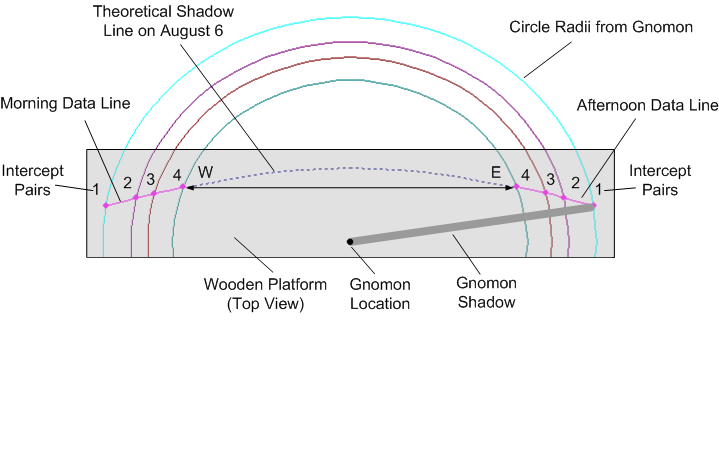 Theoretical Shadow
Line on August 6
Circle Radii from Gnomon
Morning Data Line
Afternoon Data Line
Intercept
Pairs
1
2
3
4
W
E
4
3
2
1
Intercept
Pairs
Wooden Platform
(Top View)
Gnomon
Location
Gnomon
Shadow